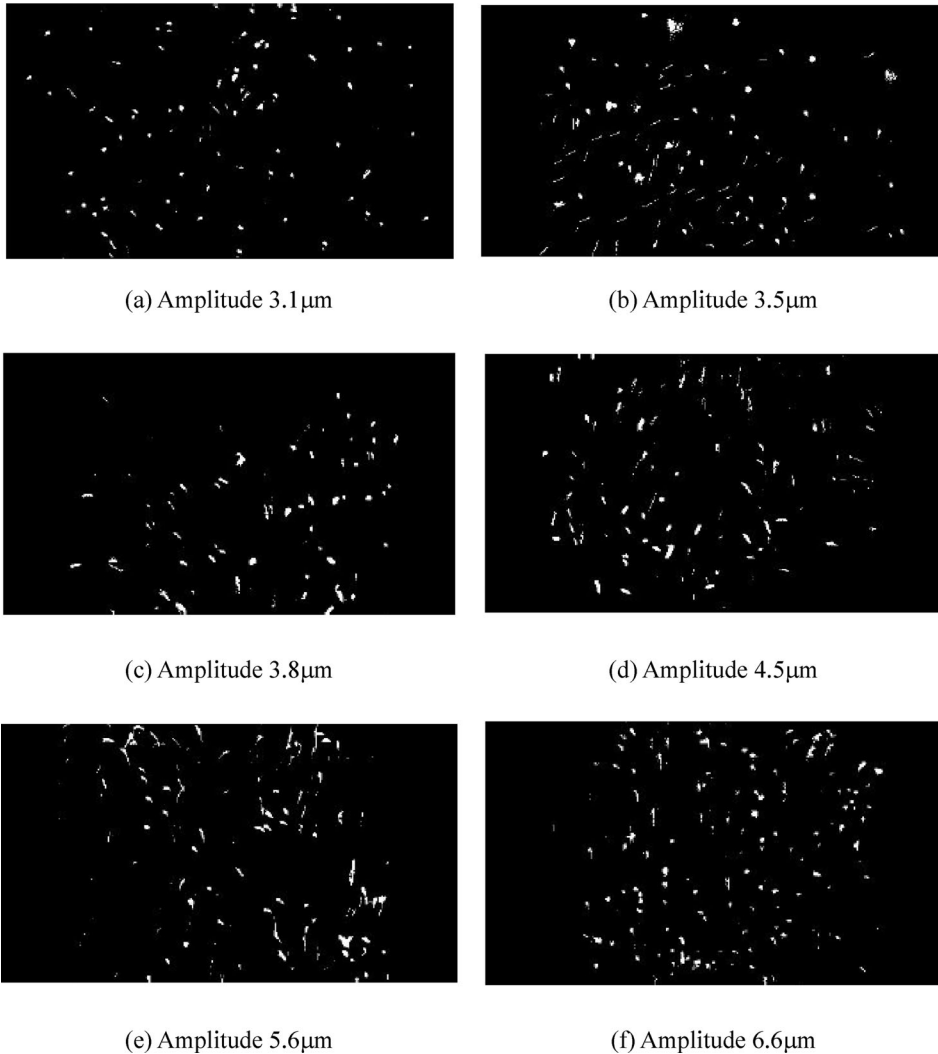 (a) Amplitude 3.1μm
(b) Amplitude 3.5μm
(c) Amplitude 3.8μm
(d) Amplitude 4.5μm
(e) Amplitude 5.6μm
(f) Amplitude 6.6μm